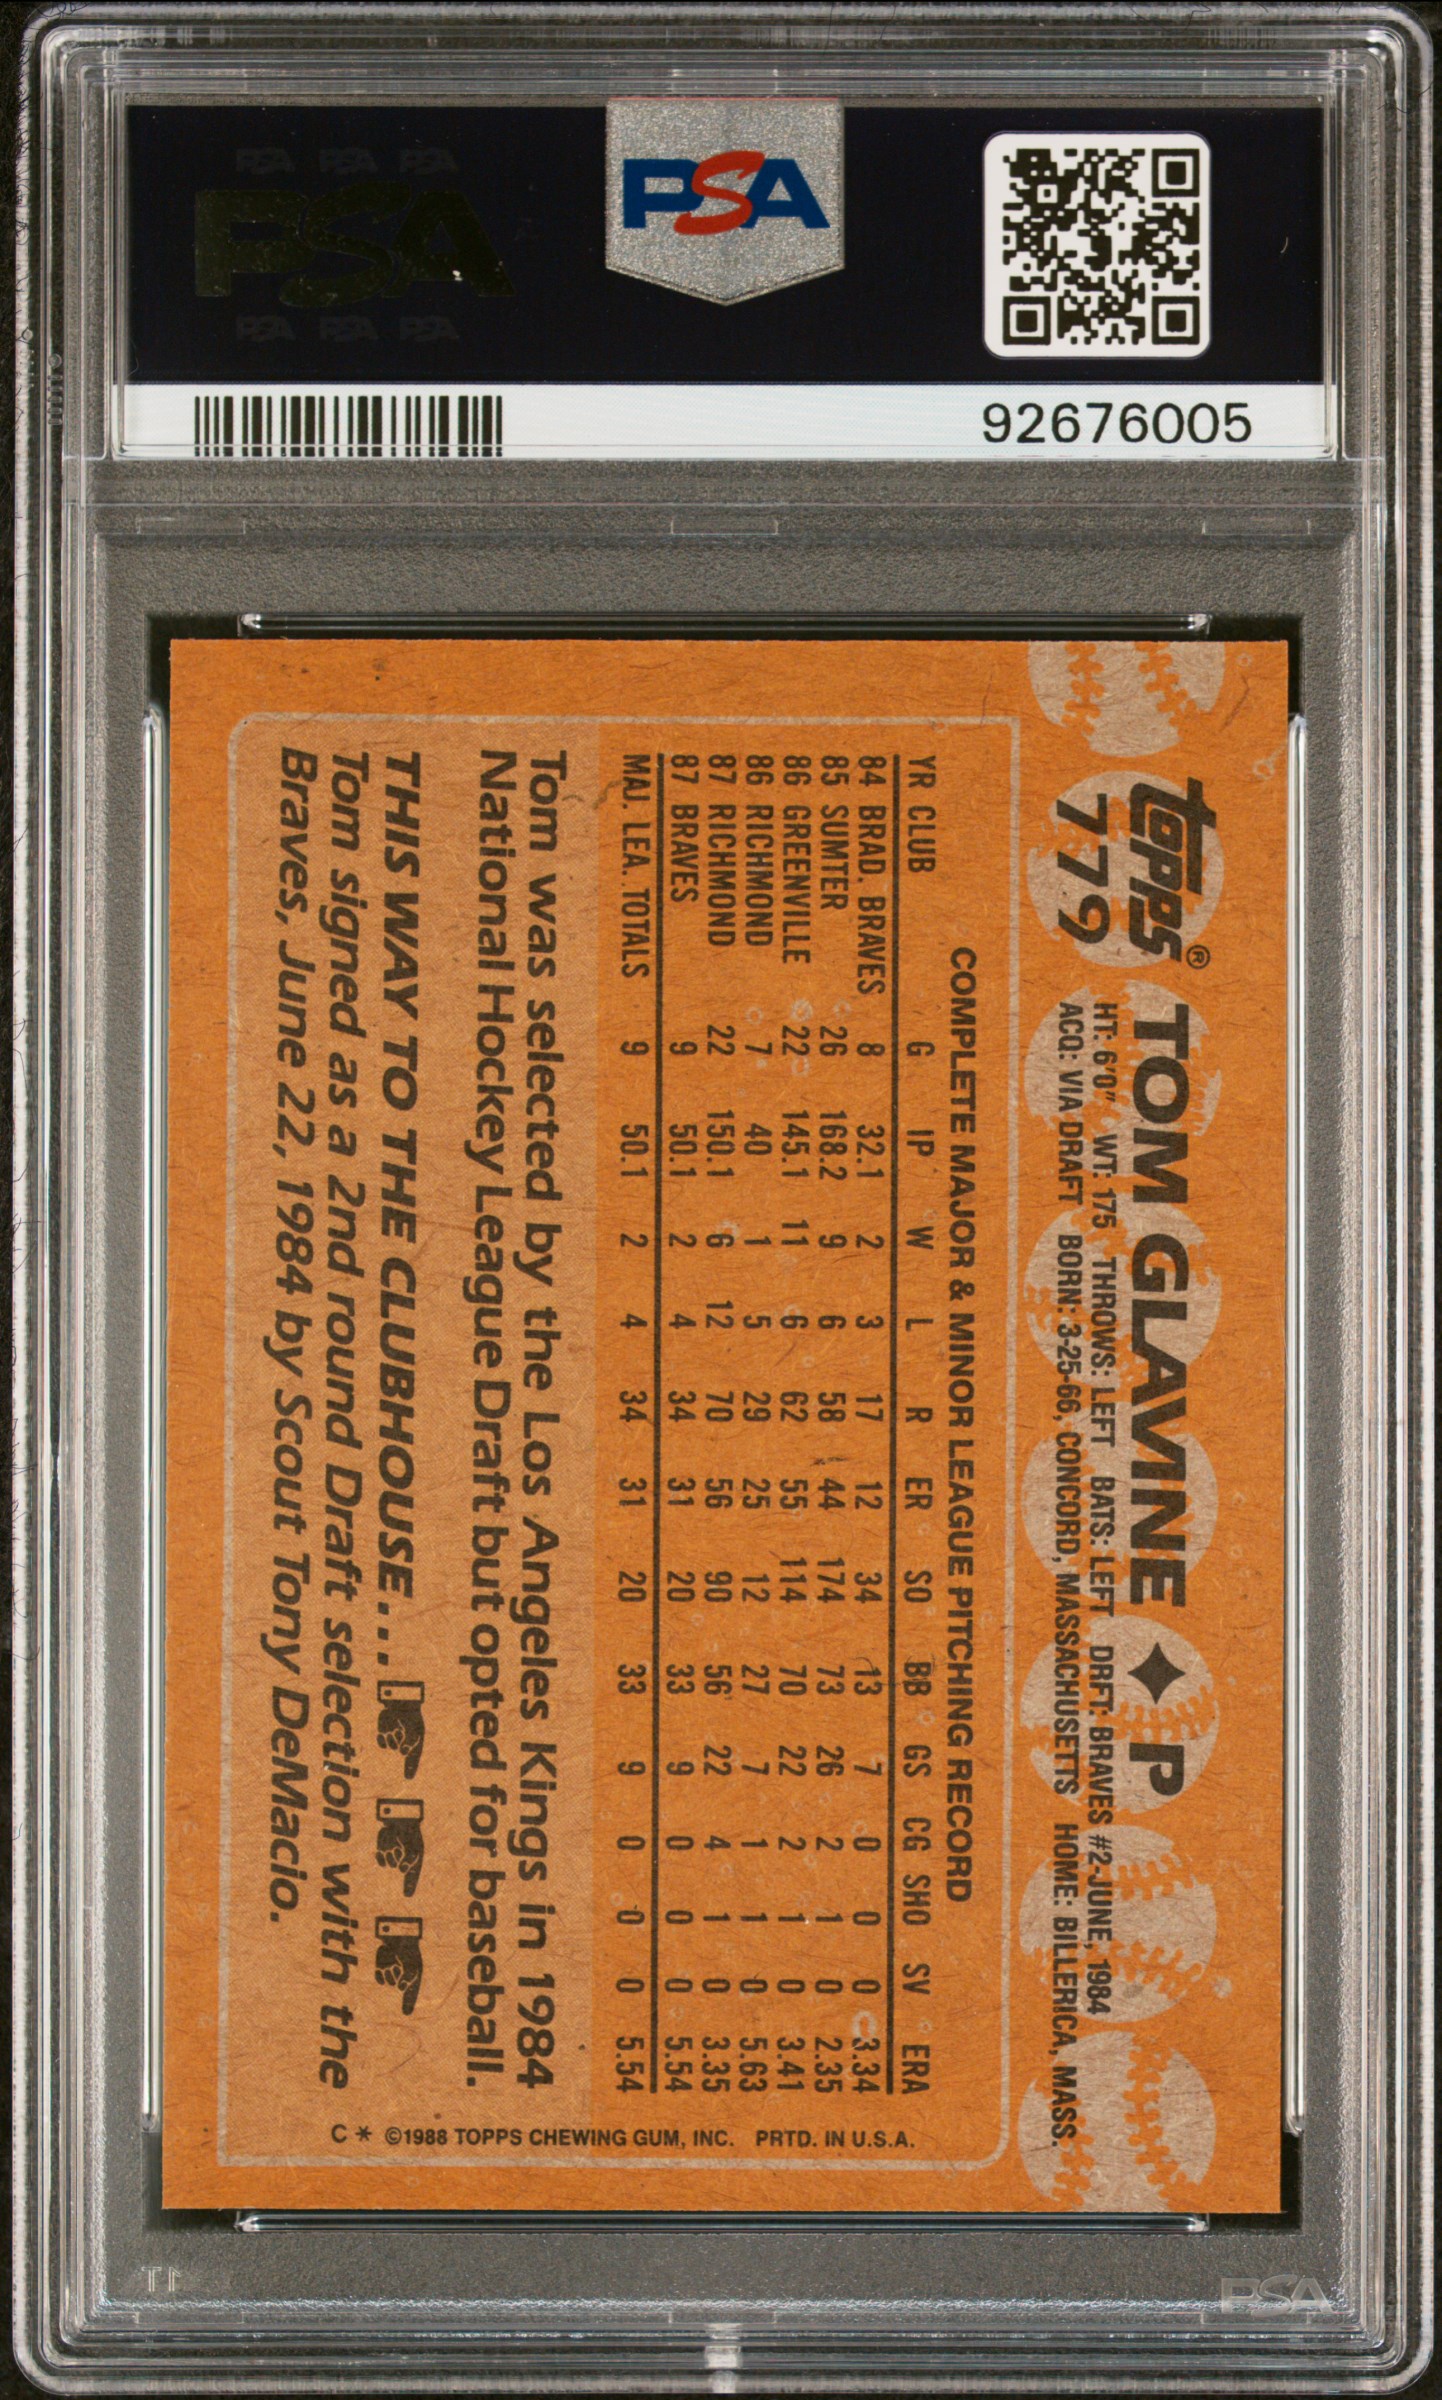 PSA PSA PSA
PSA
PSA PSA PSA
PSA
92676005
topps®
779
TOM GLAVINE ✦ P
HT: 6'0" WT: 175 THROWS: LEFT BATS: LEFT DRFT: BRAVES #2-JUNE, 1984
ACQ: VIA DRAFT BORN: 3-25-66, CONCORD, MASSACHUSETTS HOME: BILLERICA, MASS.
COMPLETE MAJOR & MINOR LEAGUE PITCHING RECORD
YR CLUB G IP W L R ER SO BB GS CG SHO SV ERA
84 BRAD. BRAVES 8 32.1 2 3 17 12 34 13 7 0 0 0 3.34
85 SUMTER 26 168.2 9 6 58 44 174 73 26 2 1 0 2.35
86 GREENVILLE 22 145.1 11 6 62 55 114 70 22 2 1 0 3.41
86 RICHMOND 7 40 1 5 29 25 12 27 7 1 1 0 5.63
87 RICHMOND 22 150.1 6 12 70 56 90 56 22 4 1 0 3.35
87 BRAVES 9 50.1 2 4 34 31 20 33 9 0 0 0 5.54
MAJ. LEA. TOTALS 9 50.1 2 4 34 31 20 33 9 0 0 0 5.54
Tom was selected by the Los Angeles Kings in 1984
National Hockey League Draft but opted for baseball.
THIS WAY TO THE CLUBHOUSE...
Tom signed as a 2nd round Draft selection with the
Braves, June 22, 1984 by Scout Tony DeMacio.
C * ©1988 TOPPS CHEWING GUM, INC. PRTD. IN U.S.A.
PSA